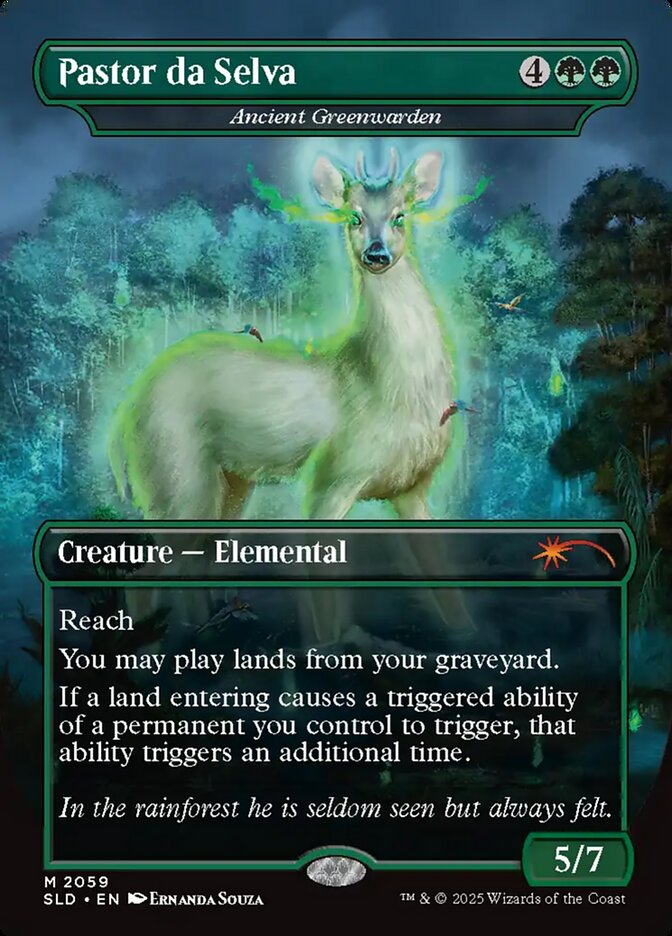 Pastor da Selva 4
Ancient Greenwarden
Creature — Elemental
Reach
You may play lands from your graveyard.
If a land entering causes a triggered ability
of a permanent you control to trigger, that
ability triggers an additional time.
In the rainforest he is seldom seen but always felt.
5/7
M 2059
SLD • EN Ernanda Souza
™ & © 2025 Wizards of the Coast